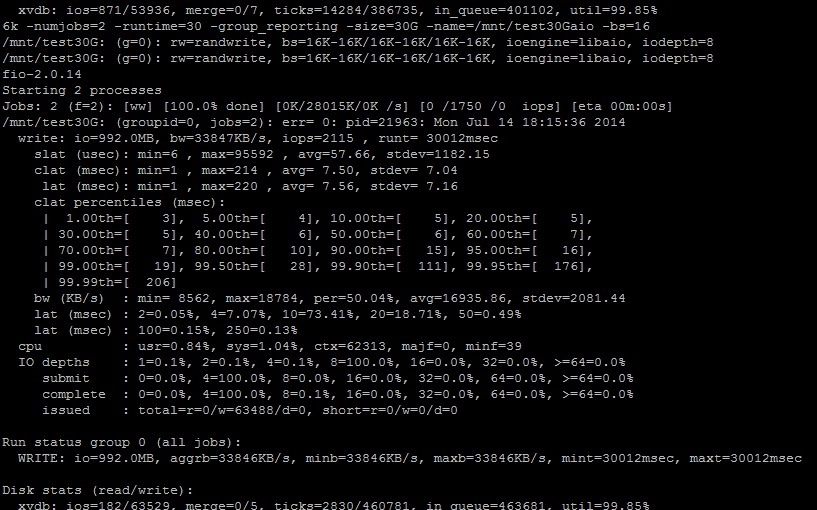 xvdb: ios=871/53936, merge=0/7, ticks=14284/386735, in_queue=401102, util=99.85%
6k -numjobs=2 -runtime=30 -group_reporting -size=30G -name=/mnt/test30Gaio -bs=16
/mnt/test30G: (g=0): rw=randwrite, bs=16K-16K/16K-16K/16K-16K, ioengine=libaio, iodepth=8
/mnt/test30G: (g=0): rw=randwrite, bs=16K-16K/16K-16K/16K-16K, ioengine=libaio, iodepth=8
fio-2.0.14
Starting 2 processes
Jobs: 2 (f=2): [ww] [100.0% done] [0K/28015K/0K /s] [0 /1750 /0  iops] [eta 00m:00s]
/mnt/test30G: (groupid=0, jobs=2): err= 0: pid=21963: Mon Jul 14 18:15:36 2014
  write: io=992.0MB, bw=33847KB/s, iops=2115 , runt= 30012msec
    slat (usec): min=6 , max=95592 , avg=57.66, stdev=1182.15
    clat (msec): min=1 , max=214 , avg= 7.50, stdev= 7.04
     lat (msec): min=1 , max=220 , avg= 7.56, stdev= 7.16
    clat percentiles (msec):
     |  1.00th=[    3],  5.00th=[    4], 10.00th=[    5], 20.00th=[    5],
     | 30.00th=[    5], 40.00th=[    6], 50.00th=[    6], 60.00th=[    7],
     | 70.00th=[    7], 80.00th=[   10], 90.00th=[   15], 95.00th=[   16],
     | 99.00th=[   19], 99.50th=[   28], 99.90th=[  111], 99.95th=[  176],
     | 99.99th=[  206]
    bw (KB/s)  : min= 8562, max=18784, per=50.04%, avg=16935.86, stdev=2081.44
    lat (msec) : 2=0.05%, 4=7.07%, 10=73.41%, 20=18.71%, 50=0.49%
    lat (msec) : 100=0.15%, 250=0.13%
  cpu          : usr=0.84%, sys=1.04%, ctx=62313, majf=0, minf=39
  IO depths    : 1=0.1%, 2=0.1%, 4=0.1%, 8=100.0%, 16=0.0%, 32=0.0%, >=64=0.0%
     submit    : 0=0.0%, 4=100.0%, 8=0.0%, 16=0.0%, 32=0.0%, 64=0.0%, >=64=0.0%
     complete  : 0=0.0%, 4=100.0%, 8=0.1%, 16=0.0%, 32=0.0%, 64=0.0%, >=64=0.0%
     issued    : total=r=0/w=63488/d=0, short=r=0/w=0/d=0

Run status group 0 (all jobs):
  WRITE: io=992.0MB, aggrb=33846KB/s, minb=33846KB/s, maxb=33846KB/s, mint=30012msec, maxt=30012msec

Disk stats (read/write):
  xvdb: ios=182/63529, merge=0/5, ticks=2830/460781, in_queue=463681, util=99.85%